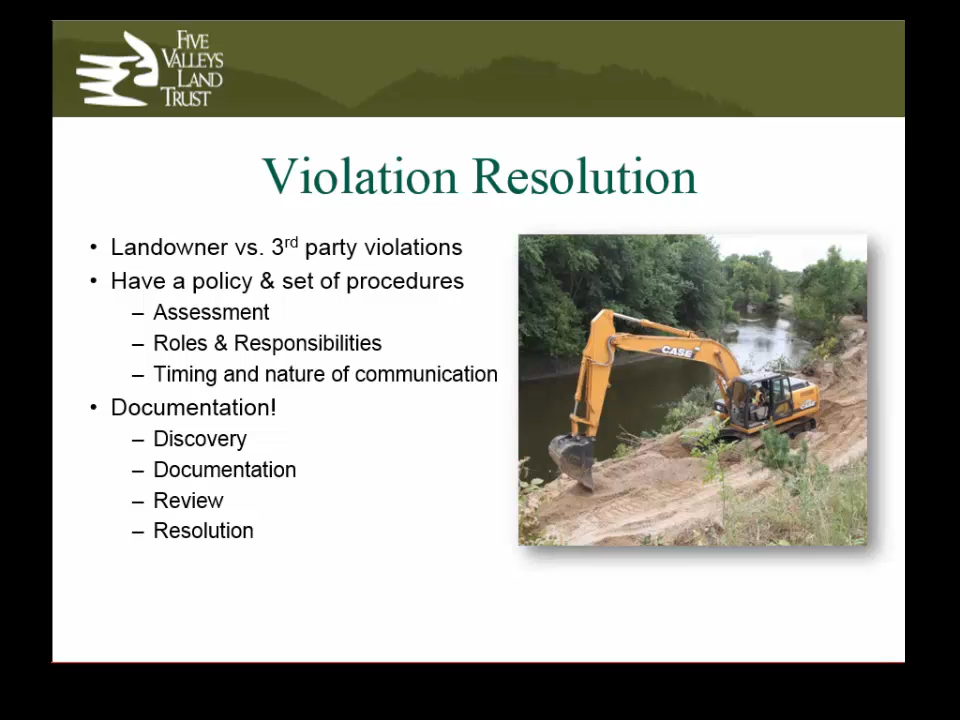 FIVE
VALLEYS
LAND
TRUST
Violation Resolution
• Landowner vs. 3rd party violations
• Have a policy & set of procedures
– Assessment
– Roles & Responsibilities
– Timing and nature of communication
• Documentation!
– Discovery
– Documentation
– Review
– Resolution
CASE